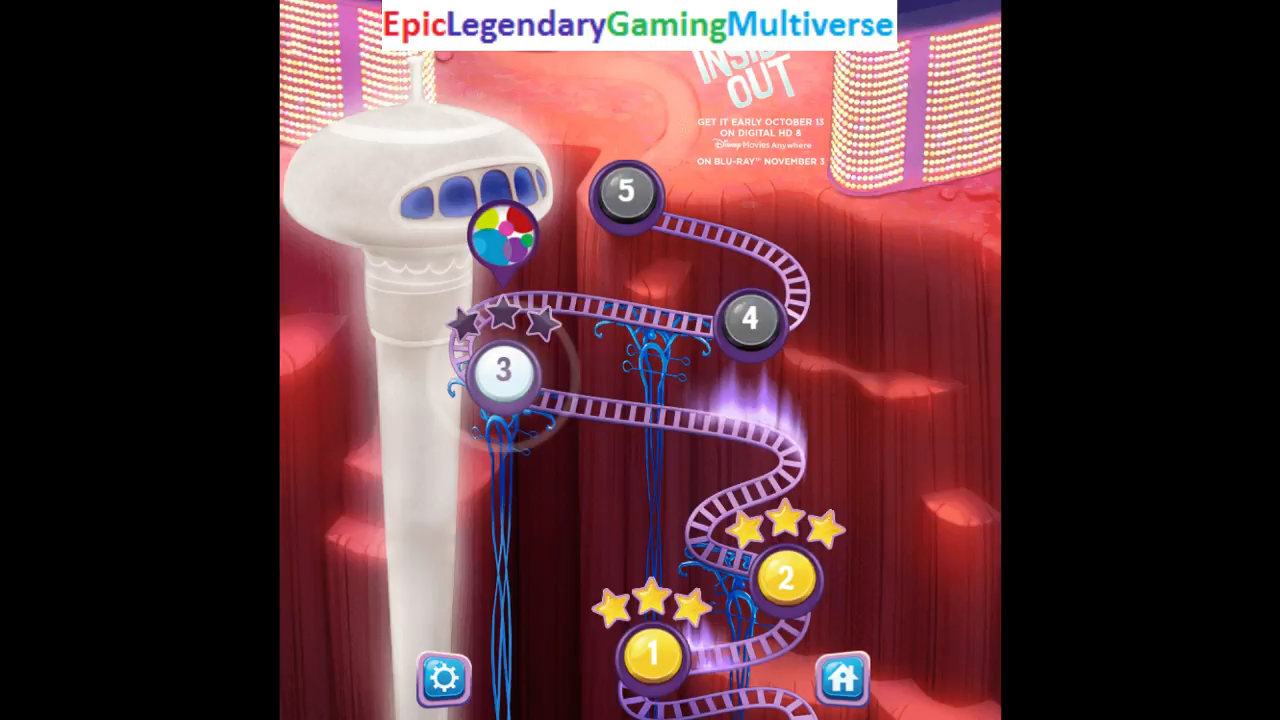 EpicLegendaryGamingMultiverse
INSIDE
OUT
GET IT EARLY OCTOBER 13
ON DIGITAL HD &
Disney Movies Anywhere
ON BLU-RAY™ NOVEMBER 3
5
4
3
2
1